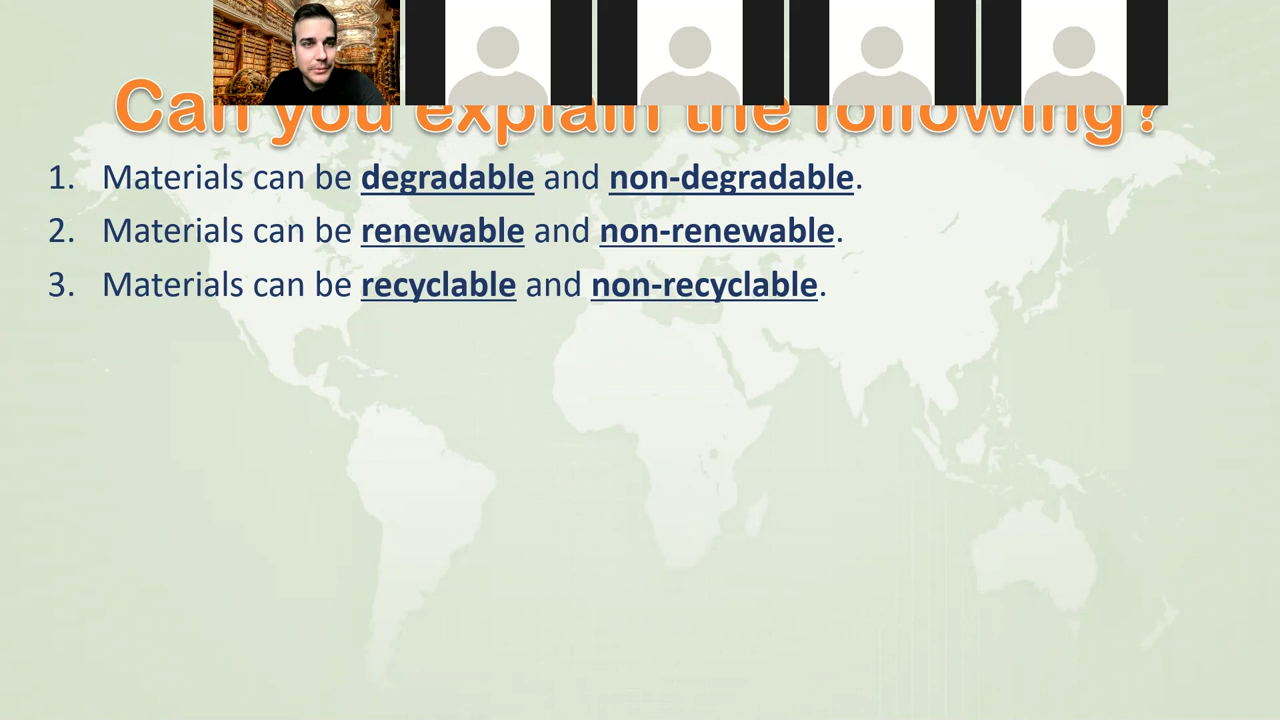 Can you explain the following?
1. Materials can be degradable and non-degradable.
2. Materials can be renewable and non-renewable.
3. Materials can be recyclable and non-recyclable.